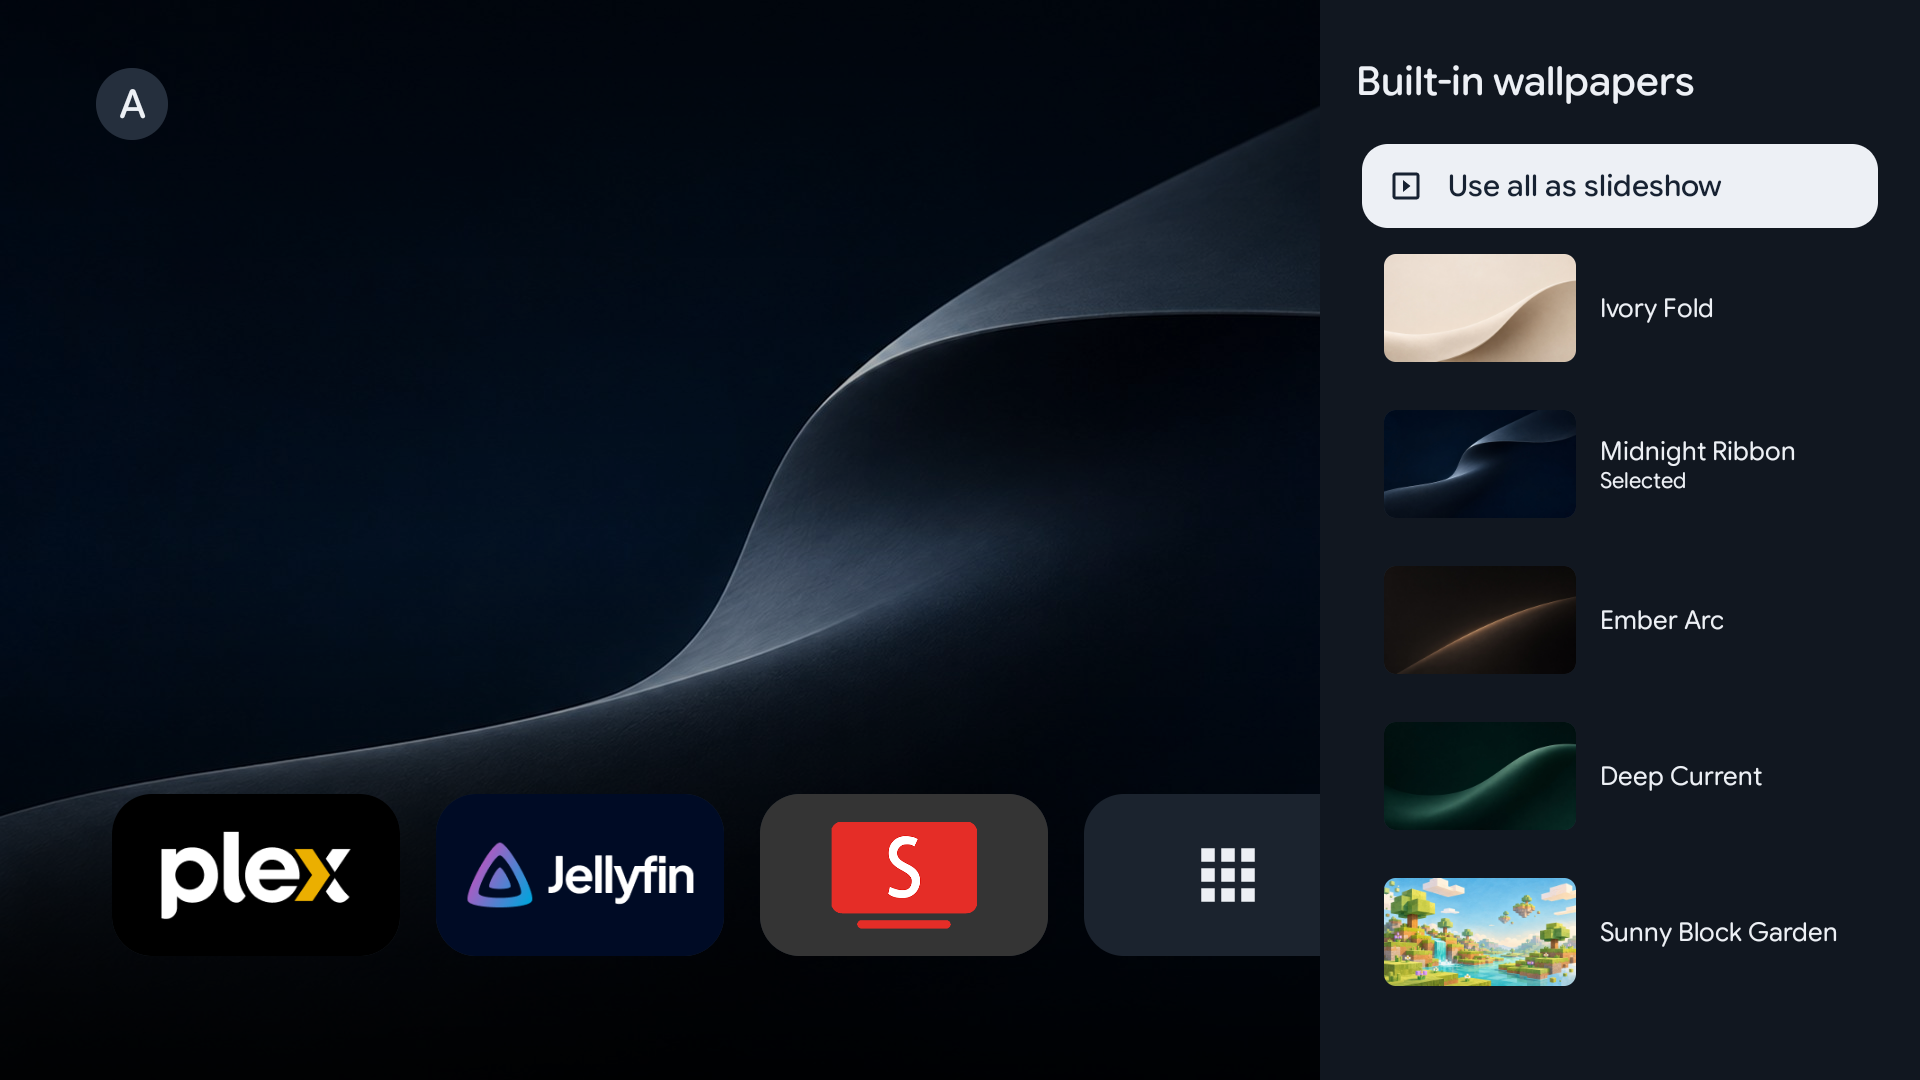 A
Built-in wallpapers
Use all as slideshow
Ivory Fold
Midnight Ribbon
Selected
Ember Arc
Deep Current
Sunny Block Garden
plex
Jellyfin
S